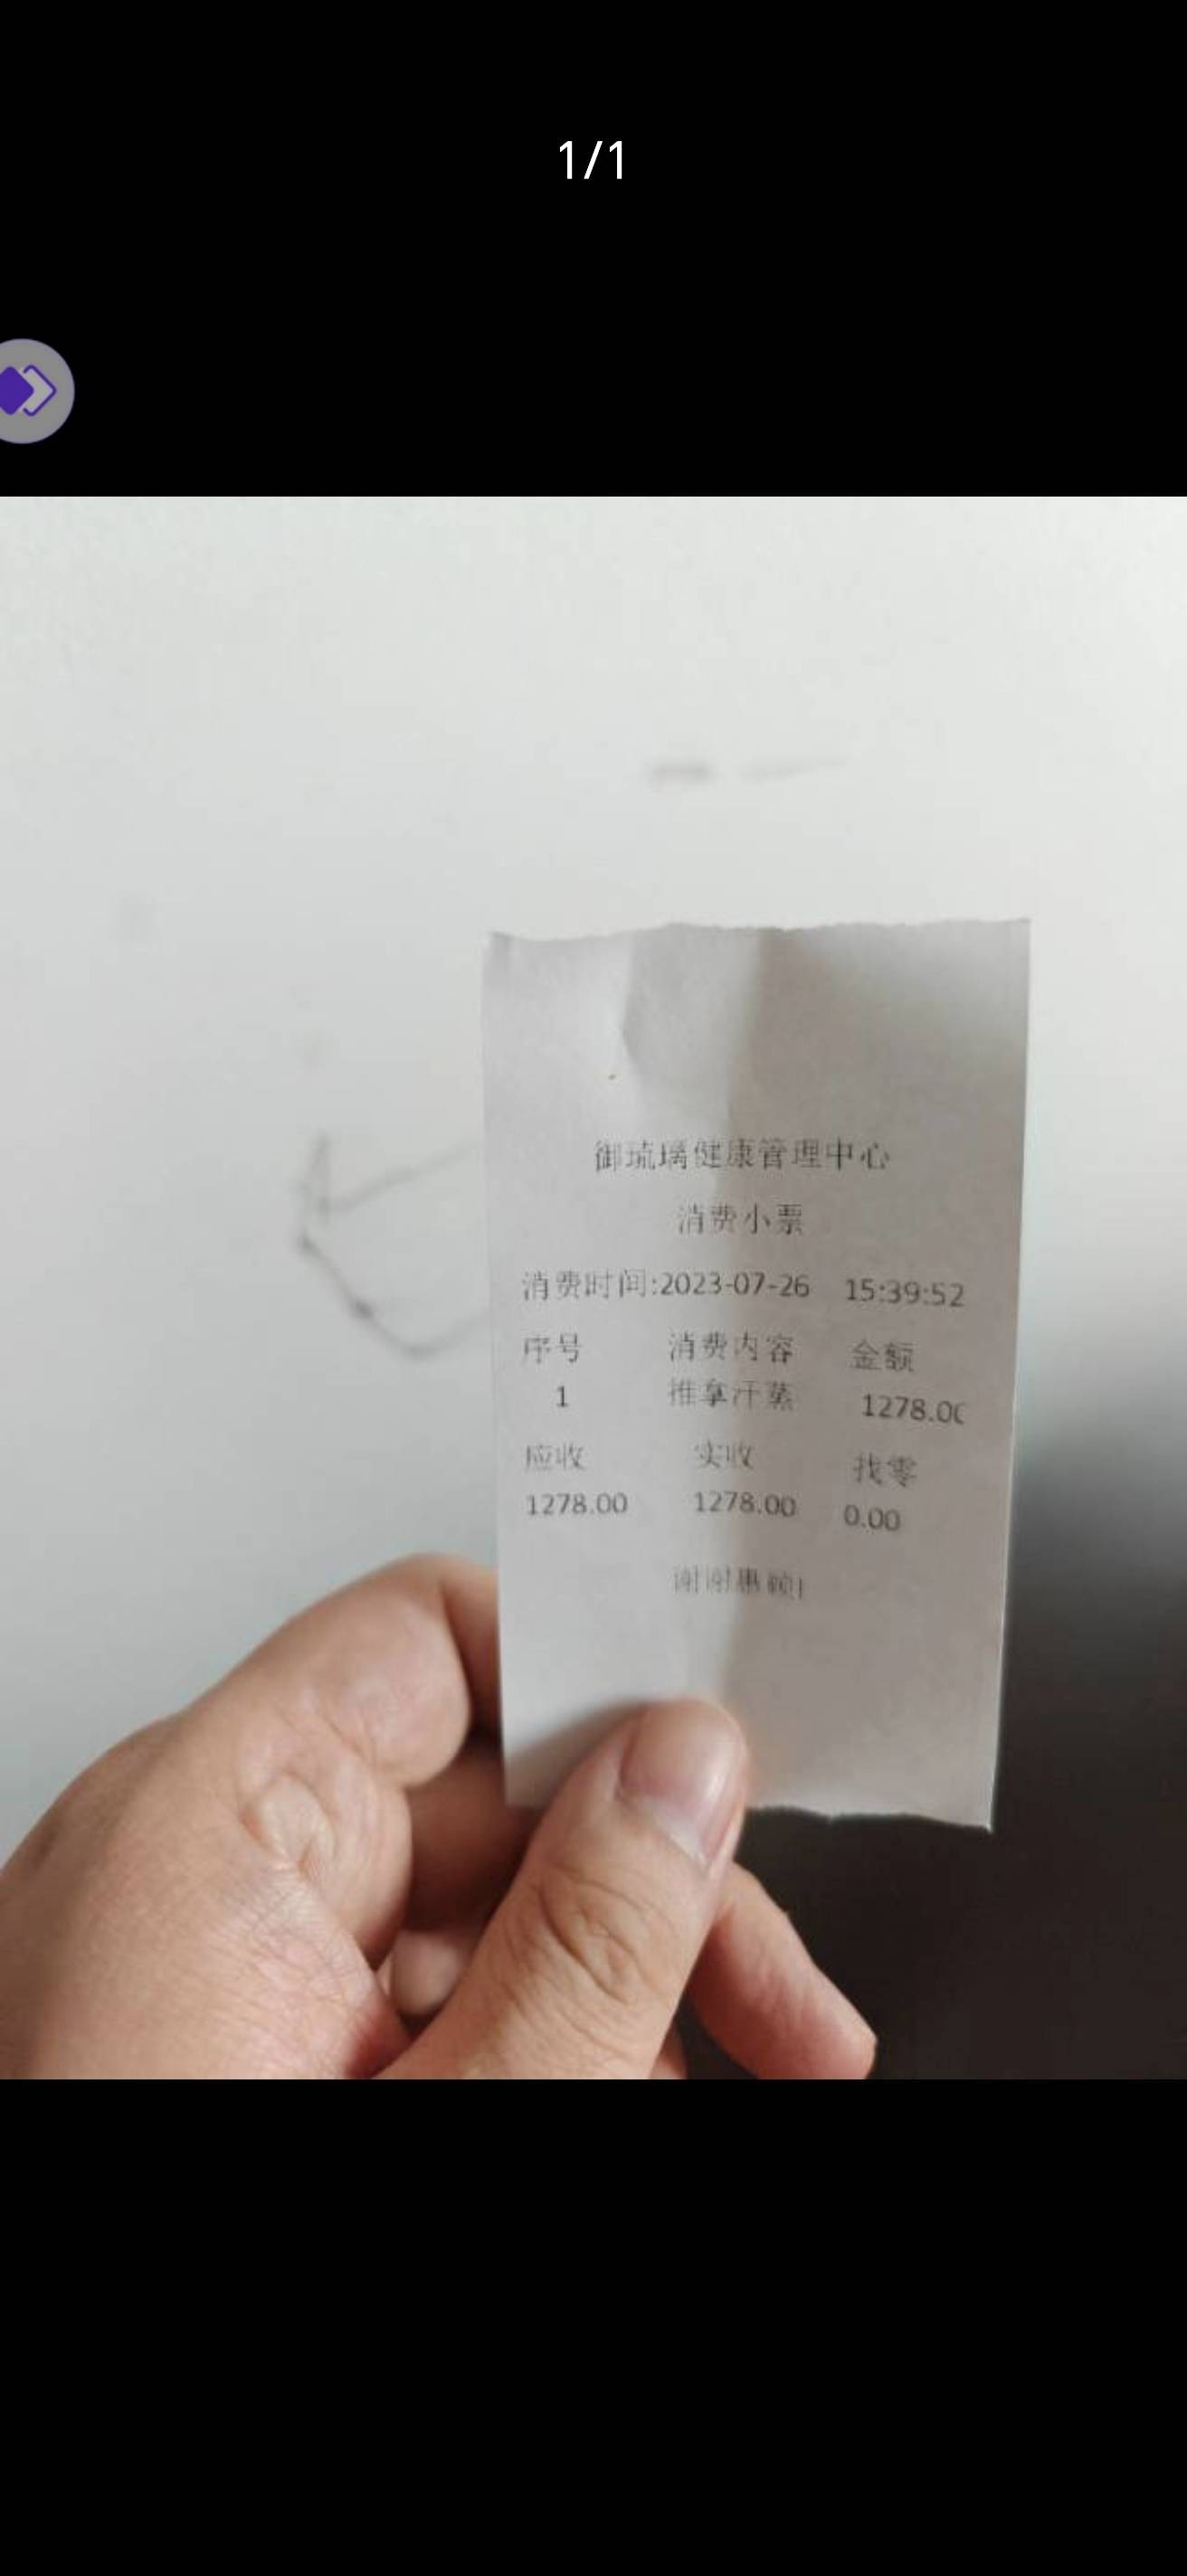 1/1
御琉璃健康管理中心
消费小票
消费时间:2023-07-26 15:39:52
序号 消费内容 金额
1 推拿汗蒸 1278.00
应收 实收 找零
1278.00 1278.00 0.00
谢谢惠顾!